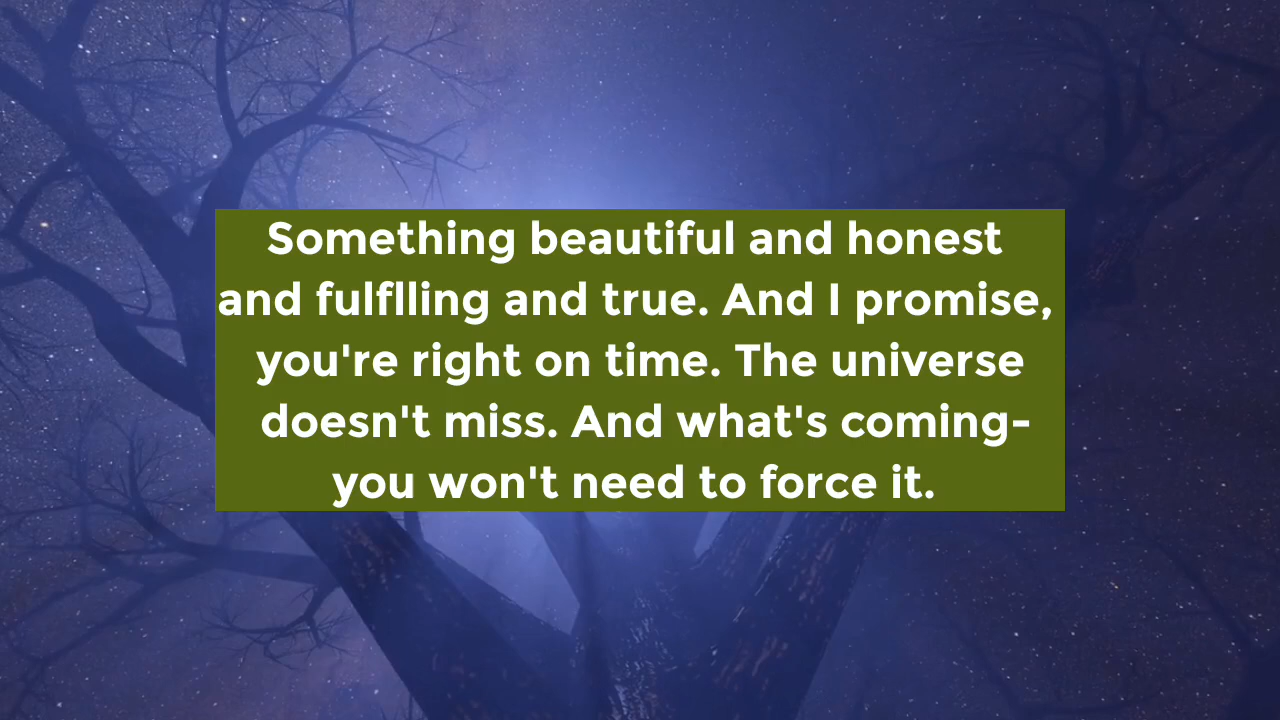 Something beautiful and honest
and fulflling and true. And I promise,
you're right on time. The universe
doesn't miss. And what's coming-
you won't need to force it.